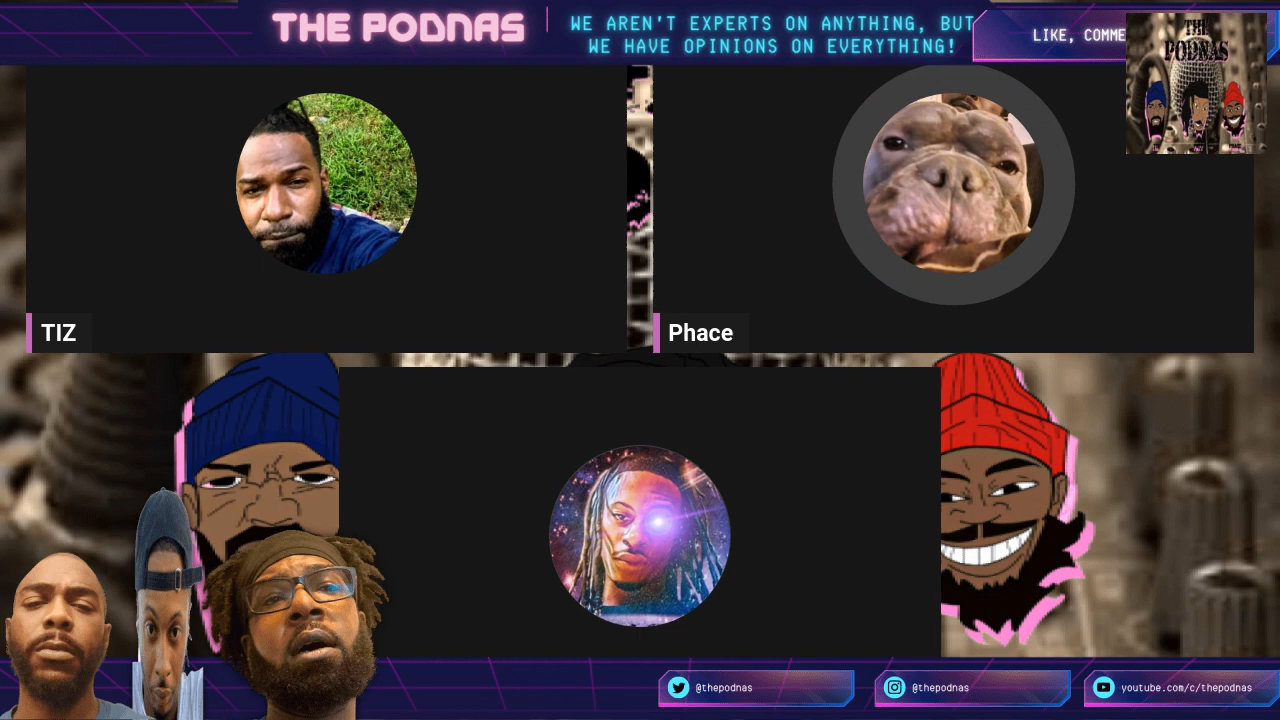 THE PODNAS
WE AREN'T EXPERTS ON ANYTHING, BUT
WE HAVE OPINIONS ON EVERYTHING!
LIKE, COMME
THE
PODNAS
TIZ
Phace
@thepodnas
@thepodnas
youtube.com/c/thepodnas